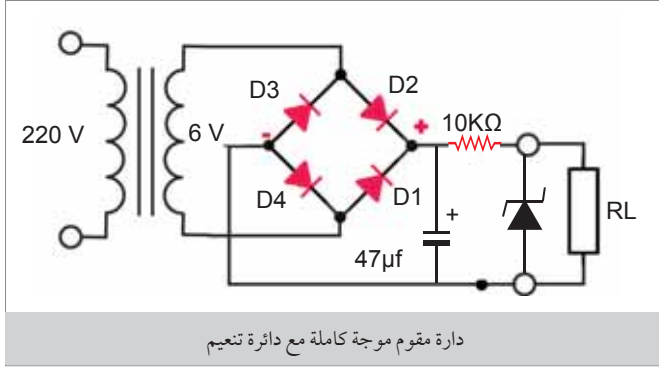 D3
D2
220 V
6 V
-
+
10KΩ
D4
D1
+
47µf
RL
دارة مقوم موجة كاملة مع دائرة تنعيم